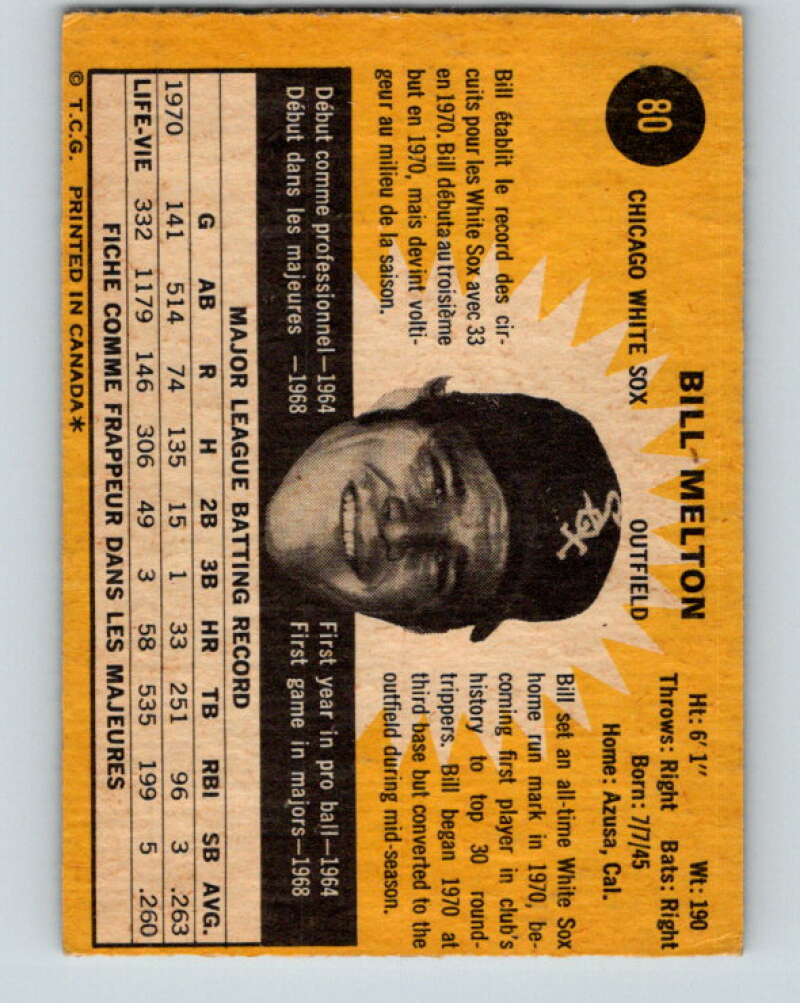 80
BILL MELTON
CHICAGO WHITE SOX OUTFIELD
Ht: 6' 1" Wt: 190
Throws: Right Bats: Right
Born: 7/7/45
Home: Azusa, Cal.
Bill établit le record des cir-
cuits pour les White Sox avec 33
en 1970. Bill débuta au troisième
but en 1970, mais devint volti-
geur au milieu de la saison.
Bill set an all-time White Sox
home run mark in 1970, be-
coming first player in club's
history to top 30 round-
trippers. Bill began 1970 at
third base but converted to the
outfield during mid-season.
SOX
Début comme professionnel—1964
Début dans les majeures —1968
First year in pro ball—1964
First game in majors—1968
MAJOR LEAGUE BATTING RECORD
G AB R H 2B 3B HR TB RBI SB AVG.
1970 141 514 74 135 15 1 33 251 96 3 .263
LIFE-VIE 332 1179 146 306 49 3 58 535 199 5 .260
FICHE COMME FRAPPEUR DANS LES MAJEURES
© T.C.G. PRINTED IN CANADA*